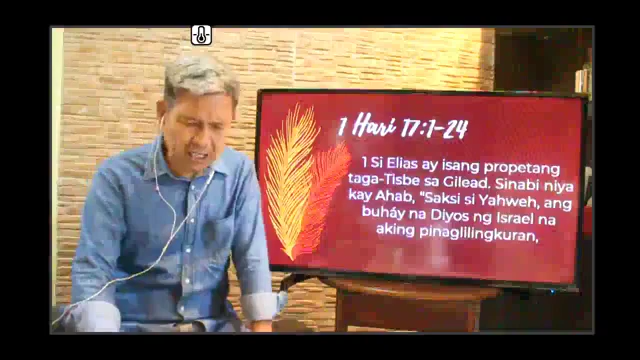 1 Hari 17:1-24
1 Si Elias ay isang propetang
taga-Tisbe sa Gilead. Sinabi niya
kay Ahab, “Saksi si Yahweh, ang
buháy na Diyos ng Israel na
aking pinaglilingkuran,